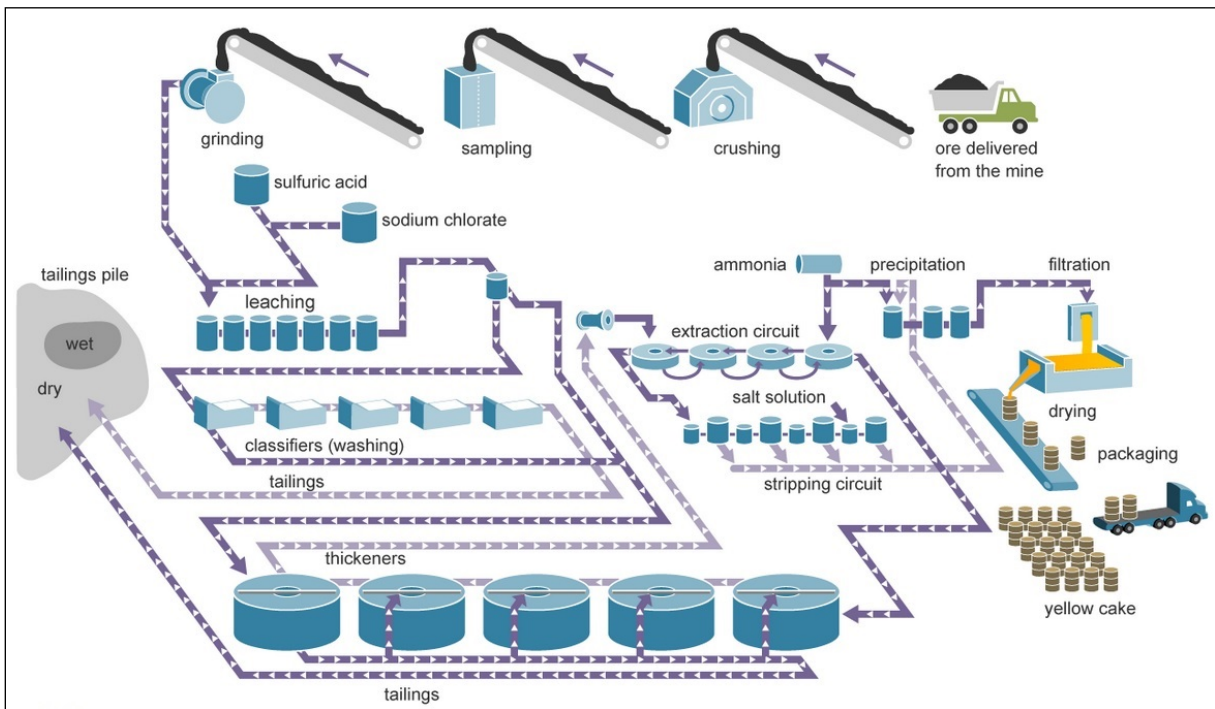 grinding
sampling
crushing
ore delivered
from the mine
sulfuric acid
sodium chlorate
tailings pile
wet
dry
leaching
ammonia
precipitation
filtration
extraction circuit
salt solution
drying
classifiers (washing)
packaging
tailings
stripping circuit
thickeners
yellow cake
tailings